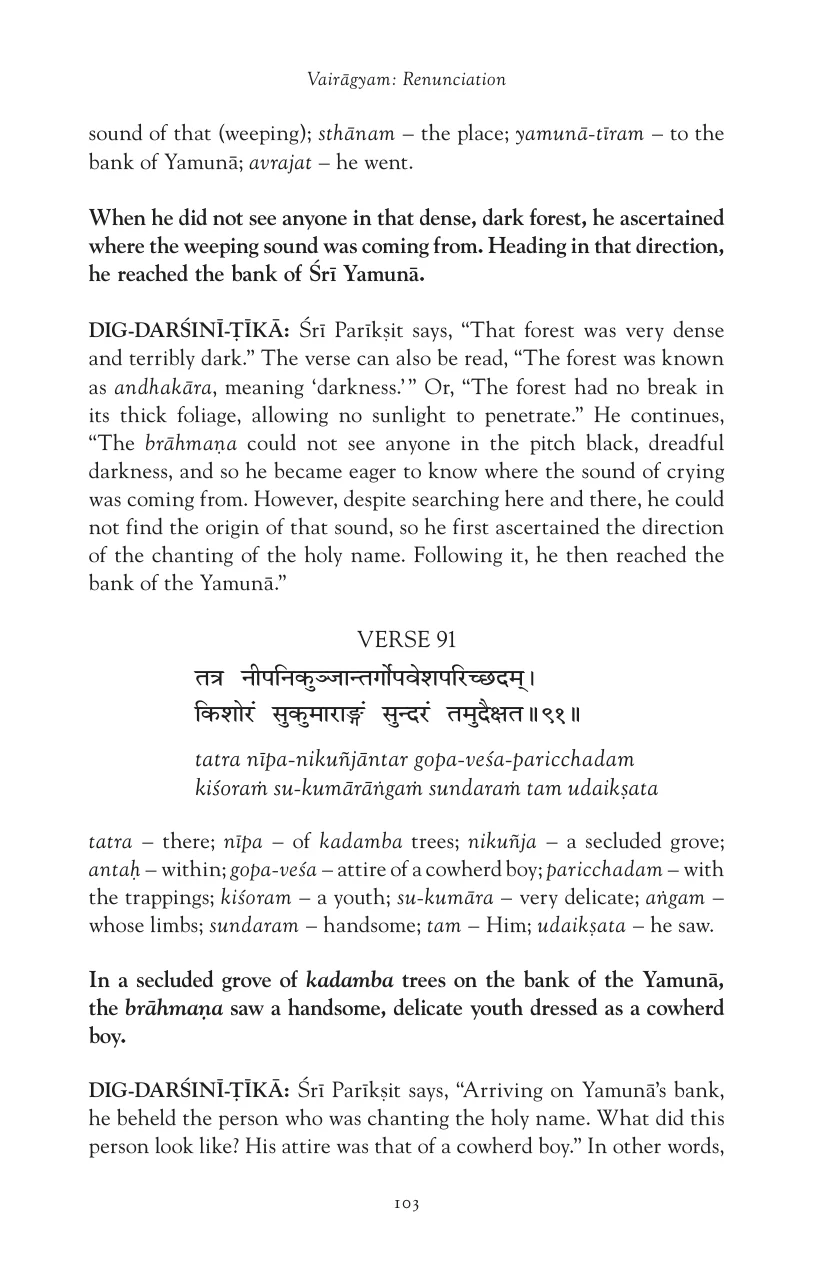 Vairāgyam: Renunciation
sound of that (weeping); sthānam – the place; yamunā-tīram – to the
bank of Yamunā; avrajat – he went.
When he did not see anyone in that dense, dark forest, he ascertained
where the weeping sound was coming from. Heading in that direction,
he reached the bank of Śrī Yamunā.
DIG-DARŚINĪ-ṬĪKĀ: Śrī Parīkṣit says, “That forest was very dense
and terribly dark.” The verse can also be read, “The forest was known
as andhakāra, meaning ‘darkness.’” Or, “The forest had no break in
its thick foliage, allowing no sunlight to penetrate.” He continues,
“The brāhmaṇa could not see anyone in the pitch black, dreadful
darkness, and so he became eager to know where the sound of crying
was coming from. However, despite searching here and there, he could
not find the origin of that sound, so he first ascertained the direction
of the chanting of the holy name. Following it, he then reached the
bank of the Yamunā.”
VERSE 91
तत्र नीपनिकुञ्जान्तर्गोपवेशपरिच्छदम्।
किशोरं सुकुमाराङ्गं सुन्दरं तमुदैक्षत॥९१॥
tatra nīpa-nikuñjāntar gopa-veśa-paricchadam
kiśoraṁ su-kumārāṅgaṁ sundaraṁ tam udaikṣata
tatra – there; nīpa – of kadamba trees; nikuñja – a secluded grove;
antaḥ – within; gopa-veśa – attire of a cowherd boy; paricchadam – with
the trappings; kiśoram – a youth; su-kumāra – very delicate; aṅgam –
whose limbs; sundaram – handsome; tam – Him; udaikṣata – he saw.
In a secluded grove of kadamba trees on the bank of the Yamunā,
the brāhmaṇa saw a handsome, delicate youth dressed as a cowherd
boy.
DIG-DARŚINĪ-ṬĪKĀ: Śrī Parīkṣit says, “Arriving on Yamunā’s bank,
he beheld the person who was chanting the holy name. What did this
person look like? His attire was that of a cowherd boy.” In other words,
103